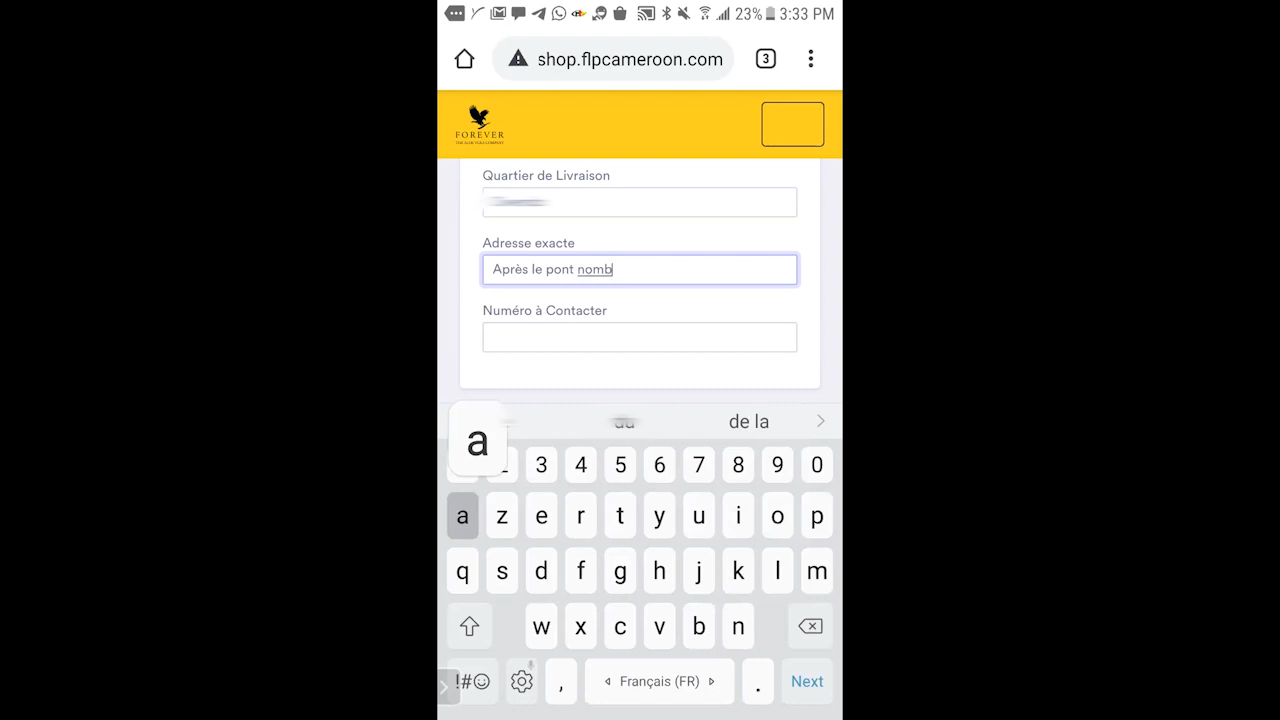 23% 3:33 PM
shop.flpcameroon.com
3
FOREVER
Quartier de Livraison
Adresse exacte
Après le pont nomb
Numéro à Contacter
de la
a
3 4 5 6 7 8 9 0
a z e r t y u i o p
q s d f g h j k l m
w x c v b n
!#☺ , Français (FR) . Next